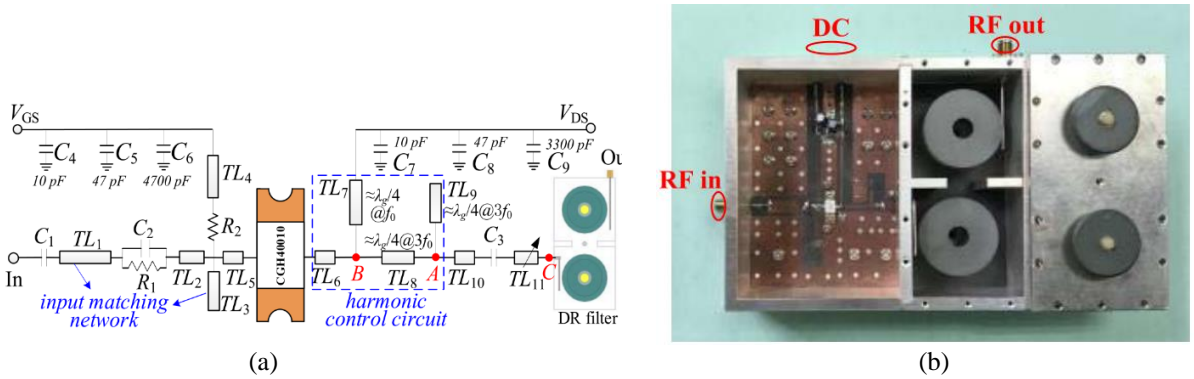 V_GS
V_DS
C_4
10 pF
C_5
47 pF
C_6
4700 pF
TL_4
R_2
10 pF
C_7
47 pF
C_8
3300 pF
C_9
Ou
TL_7
≈λ_g/4
@f_0
TL_9
≈λ_g/4@3f_0
≈λ_g/4@3f_0
In
C_1
TL_1
C_2
R_1
TL_2
TL_5
TL_3
CGH40010
TL_6
B
TL_8
A
TL_10
C_3
TL_11
C
input matching
network
harmonic
control circuit
DR filter
(a)
DC
RF out
RF in
(b)